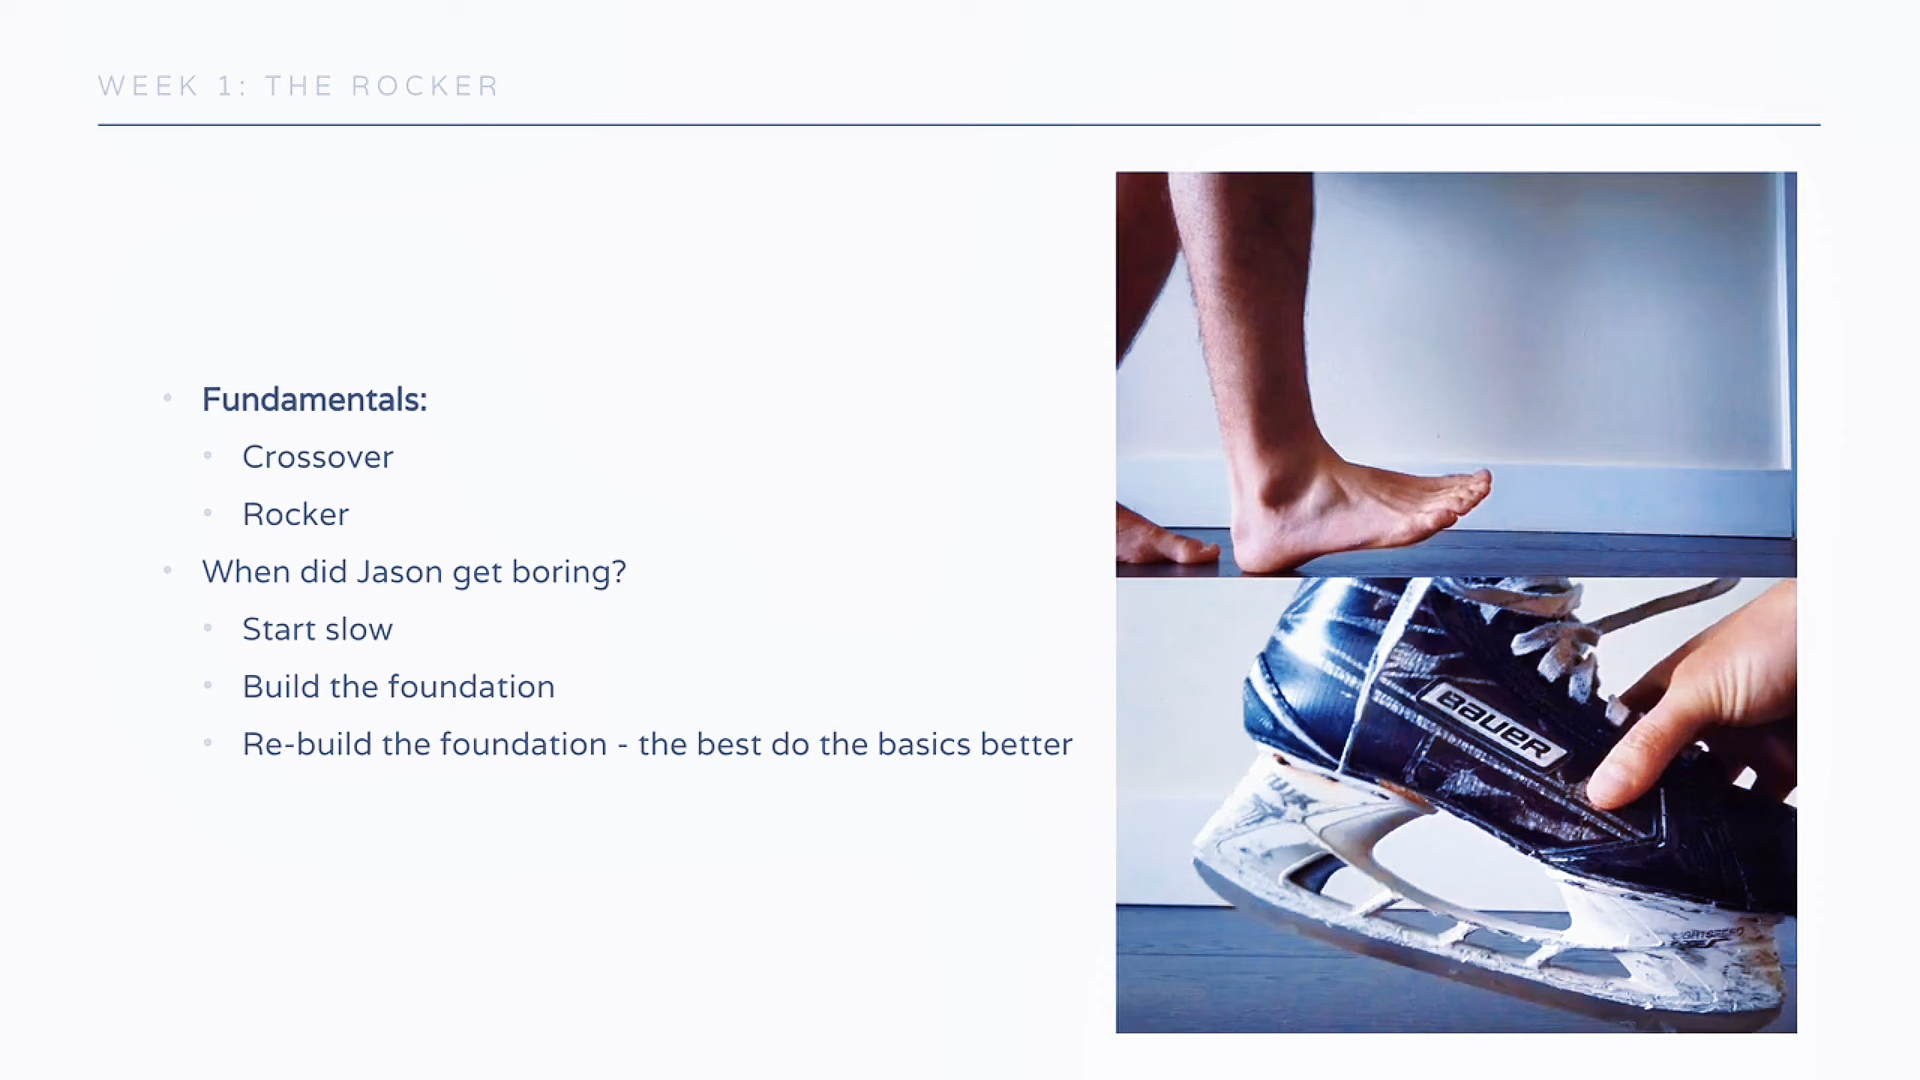 WEEK 1: THE ROCKER
Fundamentals:
Crossover
Rocker
When did Jason get boring?
Start slow
Build the foundation
Re-build the foundation - the best do the basics better
BAUER